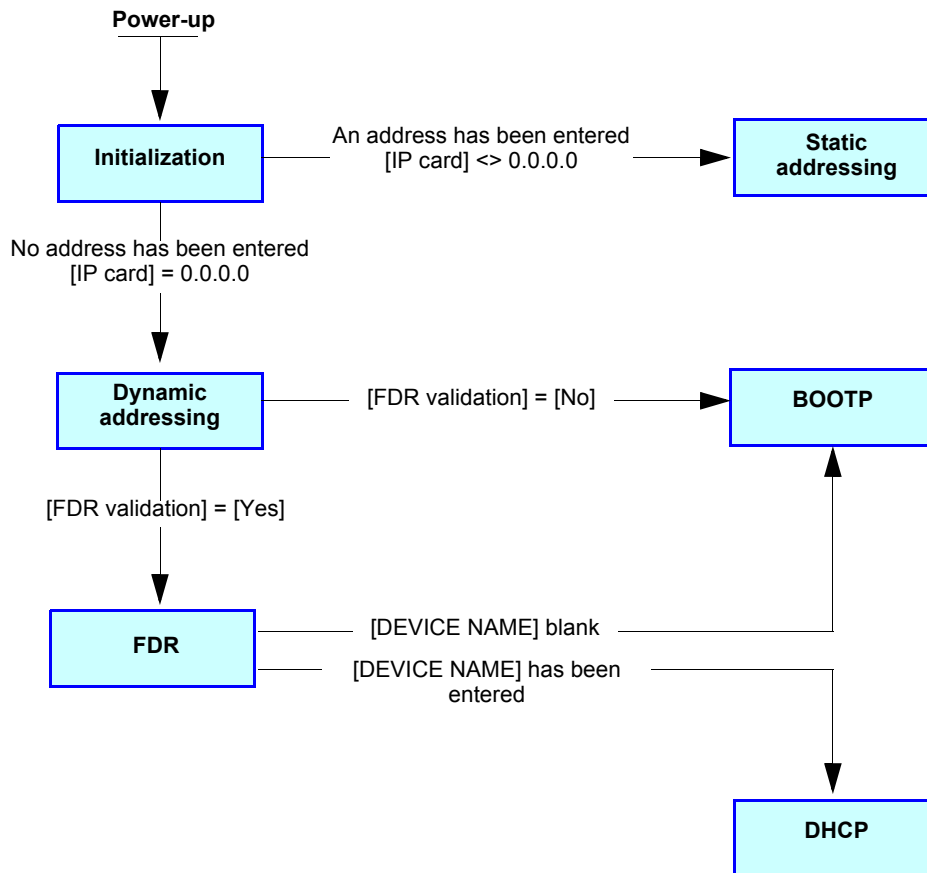 Power-up
Initialization
An address has been entered
[IP card] <> 0.0.0.0
Static
addressing
No address has been entered
[IP card] = 0.0.0.0
Dynamic
addressing
[FDR validation] = [No]
BOOTP
[FDR validation] = [Yes]
FDR
[DEVICE NAME] blank
[DEVICE NAME] has been
entered
DHCP